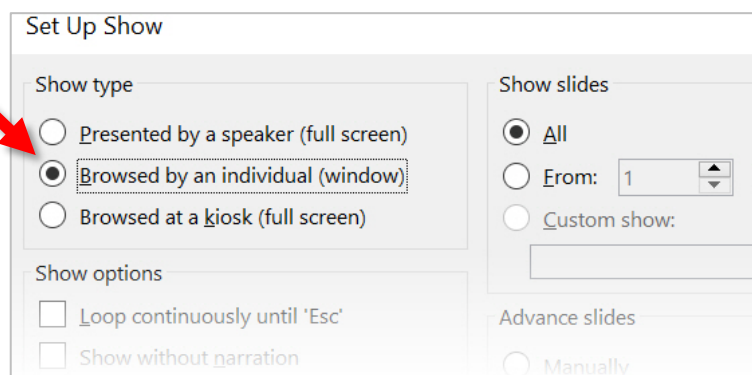 Set Up Show
Show type
Presented by a speaker (full screen)
Browsed by an individual (window)
Browsed at a kiosk (full screen)
Show options
Loop continuously until 'Esc'
Show without narration
Show slides
All
From: 1
Custom show:
Advance slides
Manually